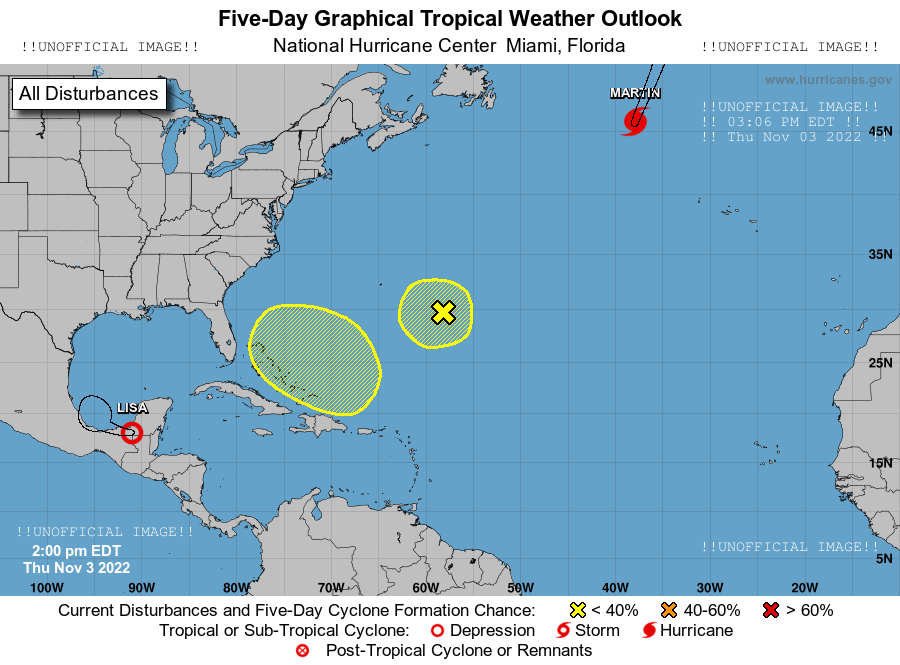 Five-Day Graphical Tropical Weather Outlook
!!UNOFFICIAL IMAGE!! National Hurricane Center Miami, Florida !!UNOFFICIAL IMAGE!!
www.hurricanes.gov
All Disturbances
MARTIN
!!UNOFFICIAL IMAGE!!
!! 03:06 PM EDT !!
!! Thu Nov 03 2022 !!
45N
35N
25N
LISA
15N
!!UNOFFICIAL IMAGE!!
!!UNOFFICIAL IMAGE!!
2:00 pm EDT
Thu Nov 3 2022
5N
100W 90W 80W 70W 60W 50W 40W 30W 20W
Current Disturbances and Five-Day Cyclone Formation Chance: < 40% 40-60% > 60%
Tropical or Sub-Tropical Cyclone: Depression Storm Hurricane
Post-Tropical Cyclone or Remnants